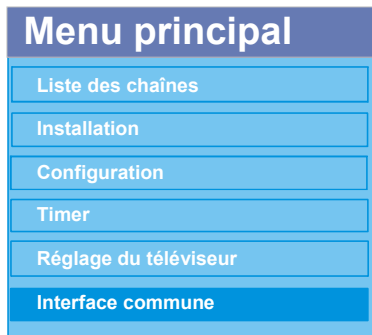 Menu principal
Liste des chaînes
Installation
Configuration
Timer
Réglage du téléviseur
Interface commune